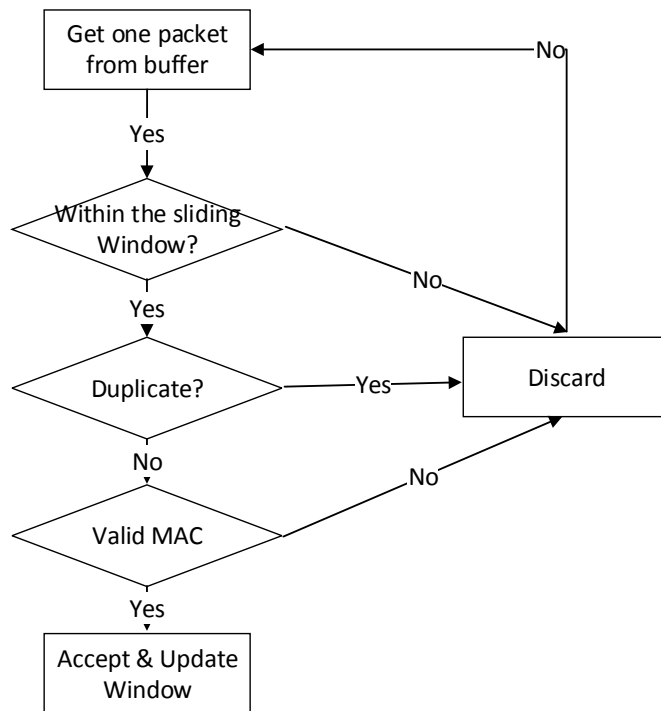 Get one packet
from buffer
No
Yes
Within the sliding
Window?
No
Yes
Duplicate?
Yes
Discard
No
No
Valid MAC
Yes
Accept & Update
Window